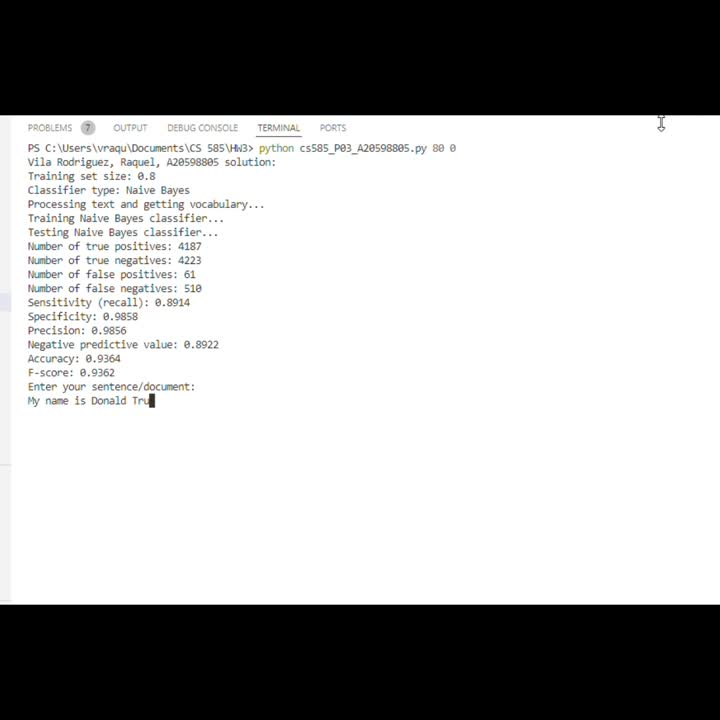 PROBLEMS 7 OUTPUT DEBUG CONSOLE TERMINAL PORTS
PS C:\Users\vraqu\Documents\CS 585\HW3> python cs585_P03_A20598805.py 80 0
Vila Rodriguez, Raquel, A20598805 solution:
Training set size: 0.8
Classifier type: Naive Bayes
Processing text and getting vocabulary...
Training Naive Bayes classifier...
Testing Naive Bayes classifier...
Number of true positives: 4187
Number of true negatives: 4223
Number of false positives: 61
Number of false negatives: 510
Sensitivity (recall): 0.8914
Specificity: 0.9858
Precision: 0.9856
Negative predictive value: 0.8922
Accuracy: 0.9364
F-score: 0.9362
Enter your sentence/document:
My name is Donald Tru